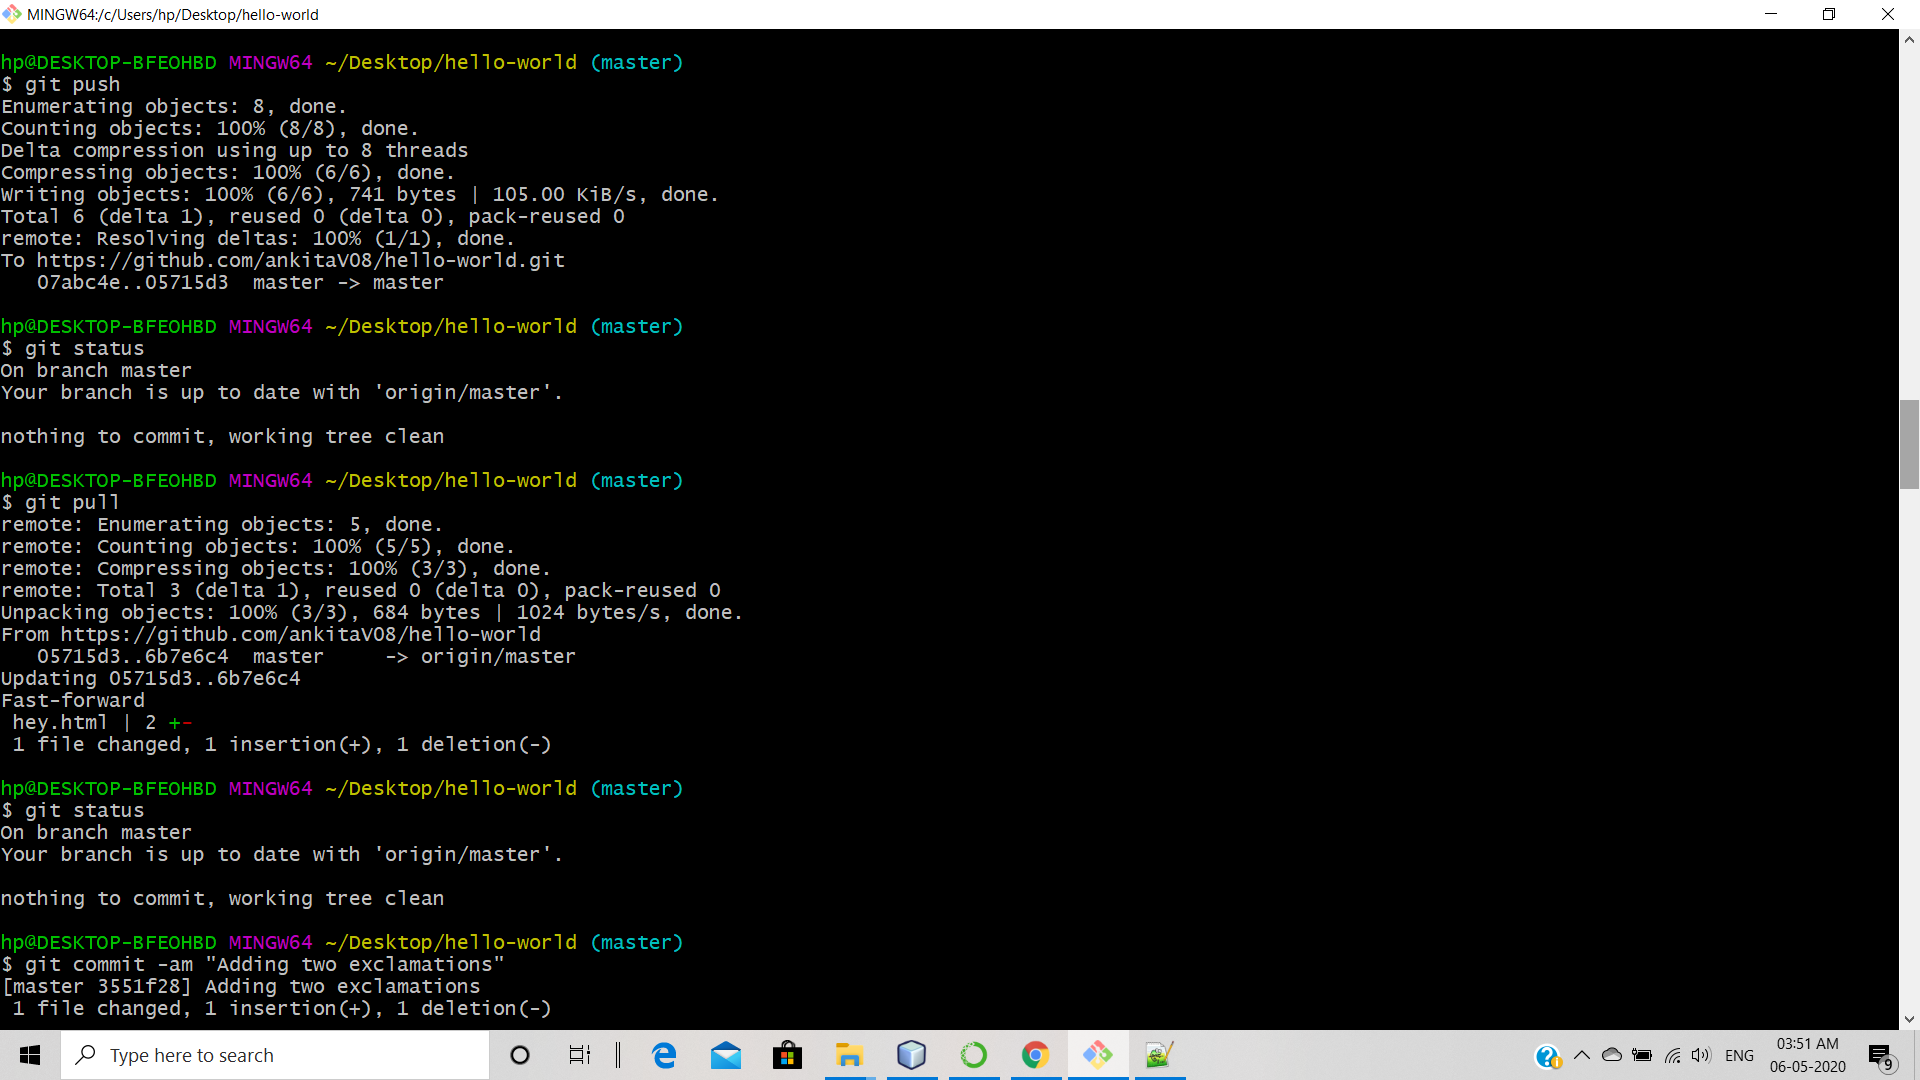 MINGW64:/c/Users/hp/Desktop/hello-world
hp@DESKTOP-BFEOHBD MINGW64 ~/Desktop/hello-world (master)
$ git push
Enumerating objects: 8, done.
Counting objects: 100% (8/8), done.
Delta compression using up to 8 threads
Compressing objects: 100% (6/6), done.
Writing objects: 100% (6/6), 741 bytes | 105.00 KiB/s, done.
Total 6 (delta 1), reused 0 (delta 0), pack-reused 0
remote: Resolving deltas: 100% (1/1), done.
To https://github.com/ankitaV08/hello-world.git
   07abc4e..05715d3  master -> master
hp@DESKTOP-BFEOHBD MINGW64 ~/Desktop/hello-world (master)
$ git status
On branch master
Your branch is up to date with 'origin/master'.
nothing to commit, working tree clean
hp@DESKTOP-BFEOHBD MINGW64 ~/Desktop/hello-world (master)
$ git pull
remote: Enumerating objects: 5, done.
remote: Counting objects: 100% (5/5), done.
remote: Compressing objects: 100% (3/3), done.
remote: Total 3 (delta 1), reused 0 (delta 0), pack-reused 0
Unpacking objects: 100% (3/3), 684 bytes | 1024 bytes/s, done.
From https://github.com/ankitaV08/hello-world
   05715d3..6b7e6c4  master     -> origin/master
Updating 05715d3..6b7e6c4
Fast-forward
 hey.html | 2 +-
 1 file changed, 1 insertion(+), 1 deletion(-)
hp@DESKTOP-BFEOHBD MINGW64 ~/Desktop/hello-world (master)
$ git status
On branch master
Your branch is up to date with 'origin/master'.
nothing to commit, working tree clean
hp@DESKTOP-BFEOHBD MINGW64 ~/Desktop/hello-world (master)
$ git commit -am "Adding two exclamations"
[master 3551f28] Adding two exclamations
 1 file changed, 1 insertion(+), 1 deletion(-)
Type here to search
ENG
03:51 AM
06-05-2020
9